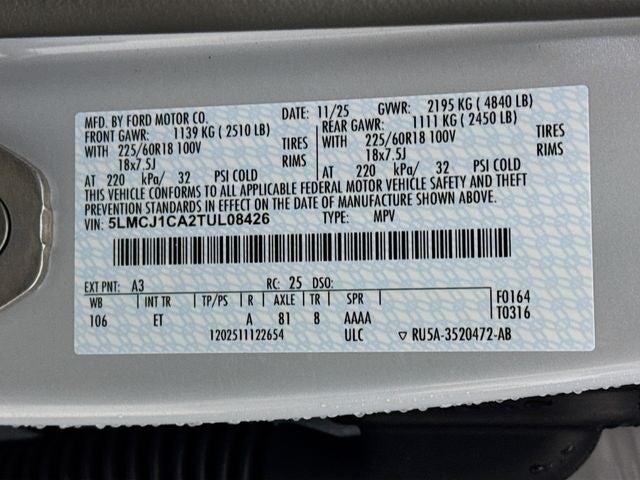 MFD. BY FORD MOTOR CO. DATE: 11/25 GVWR: 2195 KG ( 4840 LB)
FRONT GAWR: 1139 KG ( 2510 LB) REAR GAWR: 1111 KG ( 2450 LB)
WITH 225/60R18 100V TIRES WITH 225/60R18 100V TIRES
18x7.5J RIMS 18x7.5J RIMS
AT 220 kPa/ 32 PSI COLD AT 220 kPa/ 32 PSI COLD
THIS VEHICLE CONFORMS TO ALL APPLICABLE FEDERAL MOTOR VEHICLE SAFETY AND THEFT
PREVENTION STANDARDS IN EFFECT ON THE DATE OF MANUFACTURE SHOWN ABOVE.
VIN: 5LMCJ1CA2TUL08426 TYPE: MPV
EXT PNT: A3 RC: 25 DSO:
WB INT TR TP/PS R AXLE TR SPR F0164
106 ET A 81 8 AAAA T0316
1202511122654 ULC RU5A-3520472-AB